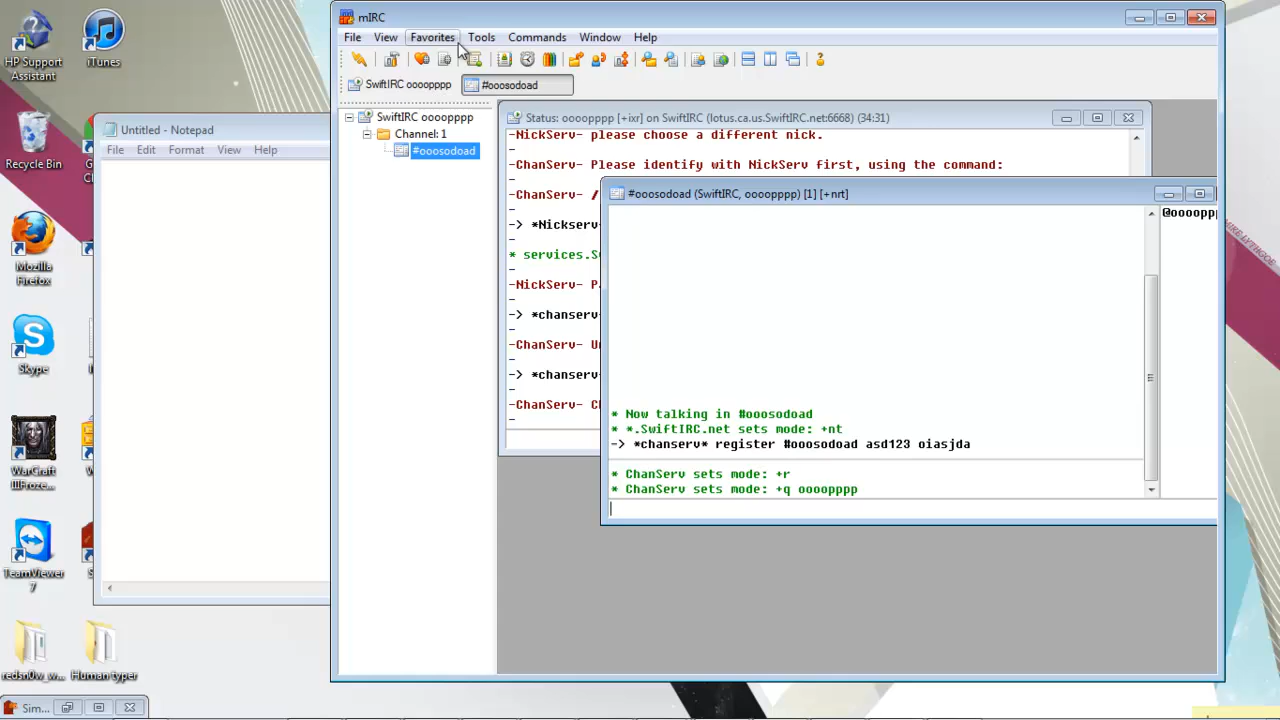 HP Support
Assistant
iTunes
Recycle Bin
Mozilla
Firefox
Skype
WarCraft
IIIFroze...
TeamViewer
7
redsn0w_w...
Human typer
Sim...
Untitled - Notepad
File Edit Format View Help
mIRC
File View Favorites Tools Commands Window Help
SwiftIRC oooopppp #ooosodoad
SwiftIRC oooopppp
Channel: 1
#ooosodoad
Status: oooopppp [+ixr] on SwiftIRC (lotus.ca.us.SwiftIRC.net:6668) (34:31)
-NickServ- please choose a different nick.
-
-ChanServ- Please identify with NickServ first, using the command:
-
-ChanServ- /
-
-> *Nickserv
-
* services.S
-
-NickServ- P
-
-> *chanserv
-
-ChanServ- U
-
-> *chanserv
-
-ChanServ- C
-
#ooosodoad (SwiftIRC, oooopppp) [1] [+nrt]
@ooooppp
* Now talking in #ooosodoad
* *.SwiftIRC.net sets mode: +nt
-> *chanserv* register #ooosodoad asd123 oiasjda
* ChanServ sets mode: +r
* ChanServ sets mode: +q oooopppp